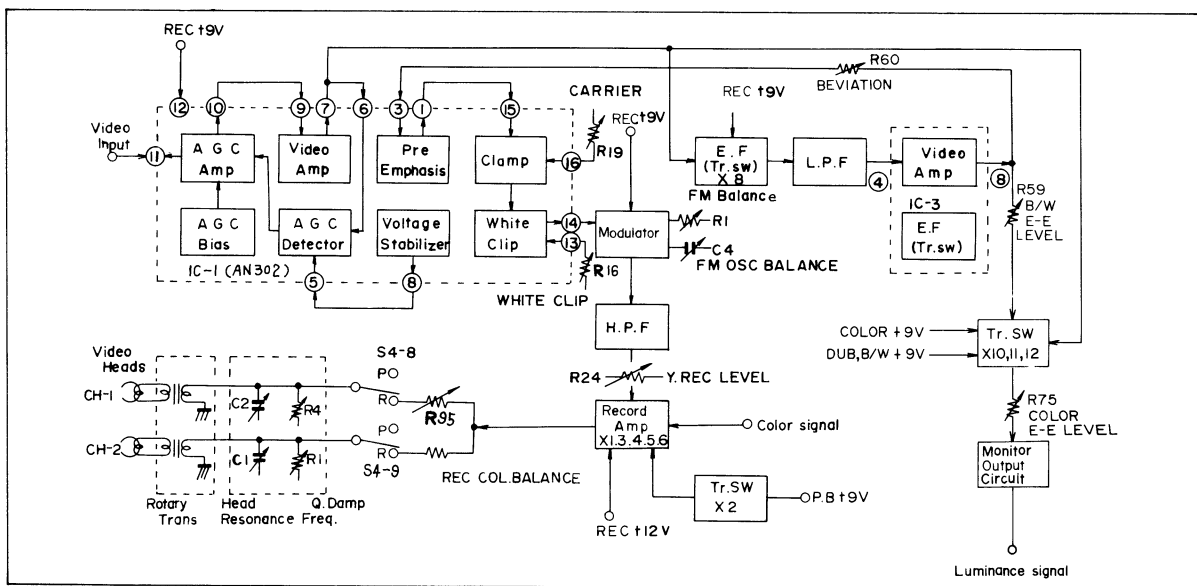 REC +9V
12
10
9
7
6
3
1
15
R60
BEVIATION
CARRIER
R19
REC +9V
REC +9V
Video
Input
11
A G C
Amp
Video
Amp
Pre
Emphasis
Clamp
16
E.F
(Tr.sw)
X8
FM Balance
L.P.F
4
Video
Amp
8
IC-3
E.F
(Tr.sw)
R59
B/W
E-E
LEVEL
A G C
Bias
A G C
Detector
Voltage
Stabilizer
White
Clip
14
13
Modulator
R1
C4
FM OSC BALANCE
R16
WHITE CLIP
IC-1 (AN302)
5
8
H.P.F
COLOR +9V
DUB, B/W +9V
Tr. SW
X10,11,12
R24
Y. REC LEVEL
R75
COLOR
E-E LEVEL
Video
Heads
CH-1
CH-2
C2
R4
C1
R1
S4-8
P
R
R95
P
R
S4-9
REC COL. BALANCE
Record
Amp
X1.3.4.5.6
Color signal
Monitor
Output
Circuit
Tr. SW
X2
P.B +9V
REC +12V
Rotary
Trans
Head
Resonance Freq.
Q. Damp
Luminance signal